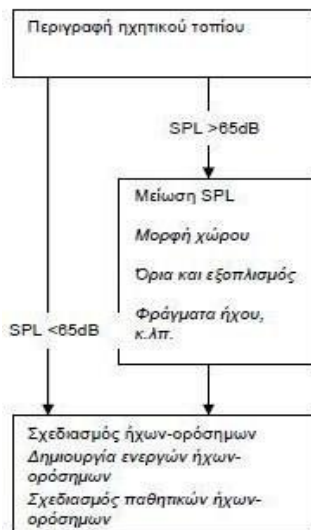 Περιγραφή ηχητικού τοπίου
SPL >65dB
Μείωση SPL
Μορφή χώρου
Όρια και εξοπλισμός
Φράγματα ήχου,
κ.λπ.
SPL <65dB
Σχεδιασμός ήχων-ορόσημων
Δημιουργία ενεργών ήχων-
ορόσημων
Σχεδιασμός παθητικών ήχων-
ορόσημων